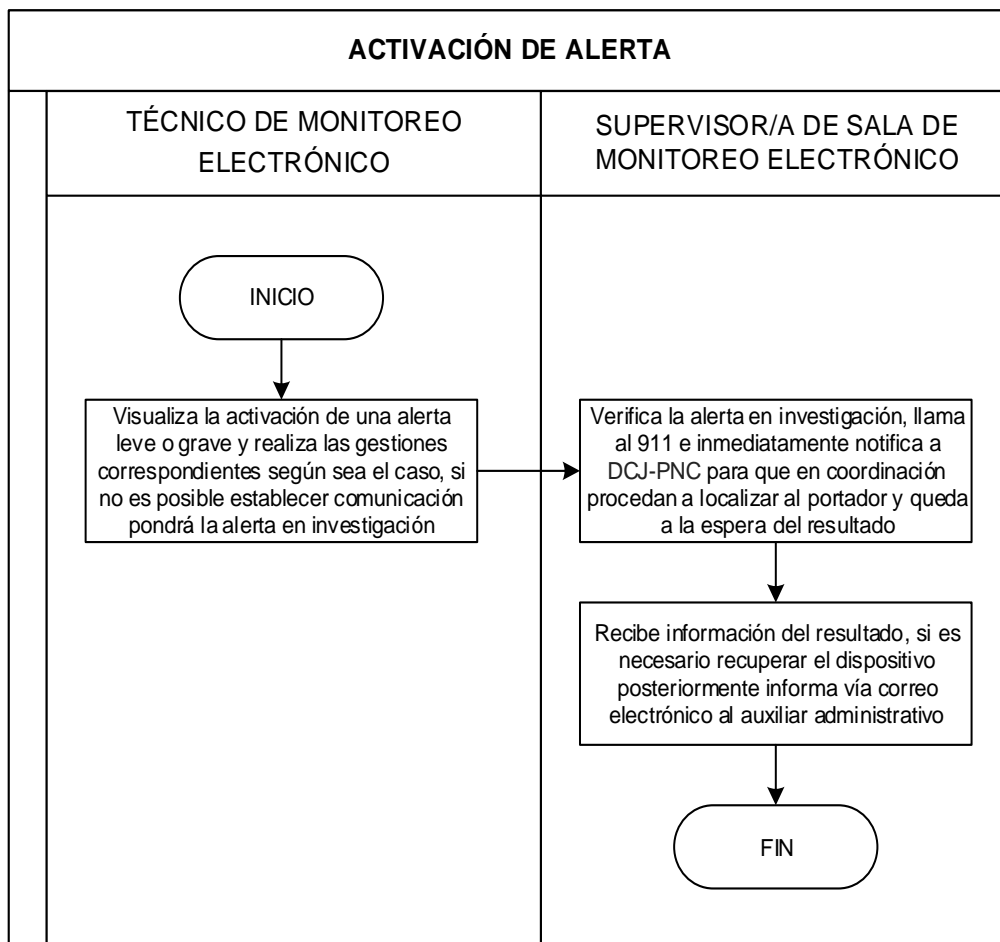 ACTIVACIÓN DE ALERTA
TÉCNICO DE MONITOREO
ELECTRÓNICO
SUPERVISOR/A DE SALA DE
MONITOREO ELECTRÓNICO
INICIO
Visualiza la activación de una alerta
leve o grave y realiza las gestiones
correspondientes según sea el caso, si
no es posible establecer comunicación
pondrá la alerta en investigación
Verifica la alerta en investigación, llama
al 911 e inmediatamente notifica a
DCJ-PNC para que en coordinación
procedan a localizar al portador y queda
a la espera del resultado
Recibe información del resultado, si es
necesario recuperar el dispositivo
posteriormente informa vía correo
electrónico al auxiliar administrativo
FIN